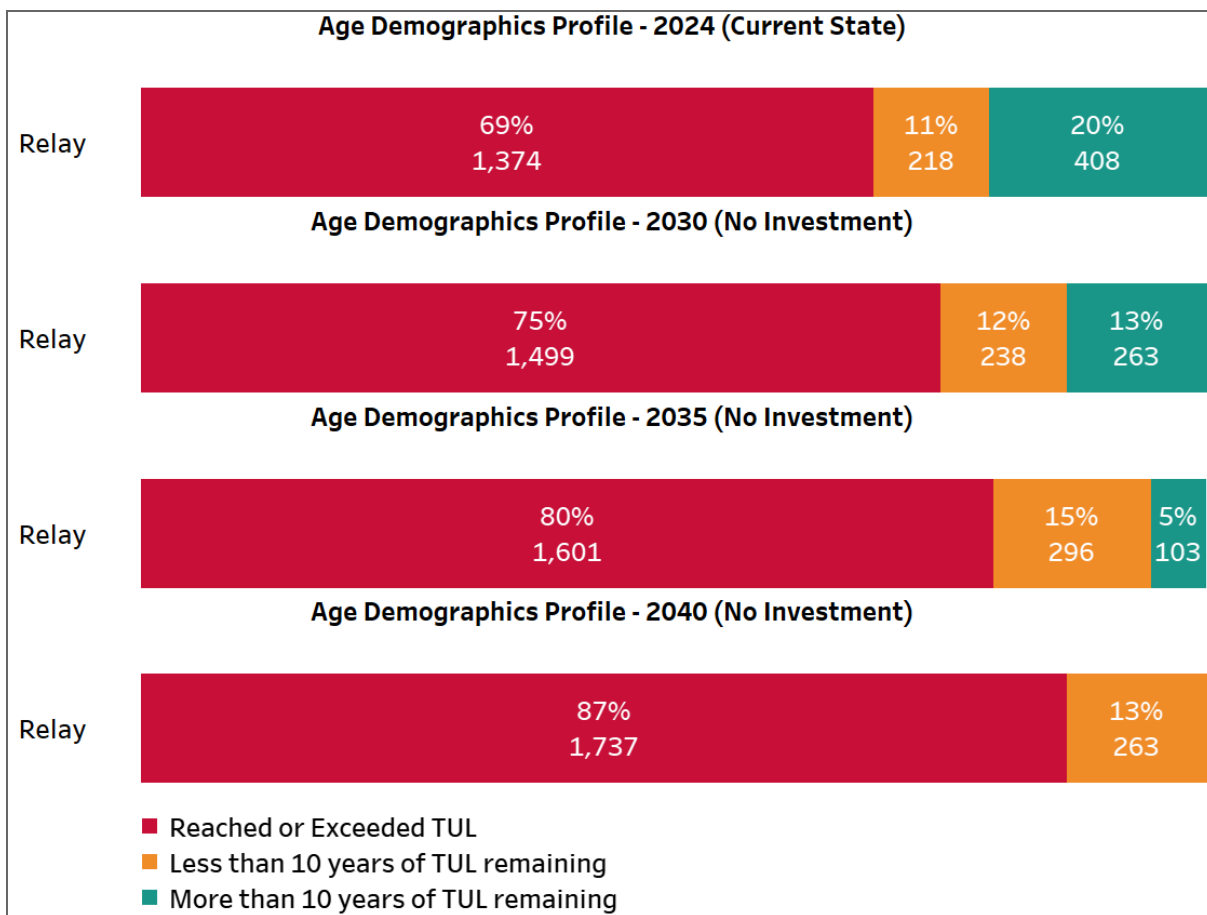 Age Demographics Profile - 2024 (Current State)
Relay
69%
1,374
11%
218
20%
408
Age Demographics Profile - 2030 (No Investment)
Relay
75%
1,499
12%
238
13%
263
Age Demographics Profile - 2035 (No Investment)
Relay
80%
1,601
15%
296
5%
103
Age Demographics Profile - 2040 (No Investment)
Relay
87%
1,737
13%
263
Reached or Exceeded TUL
Less than 10 years of TUL remaining
More than 10 years of TUL remaining